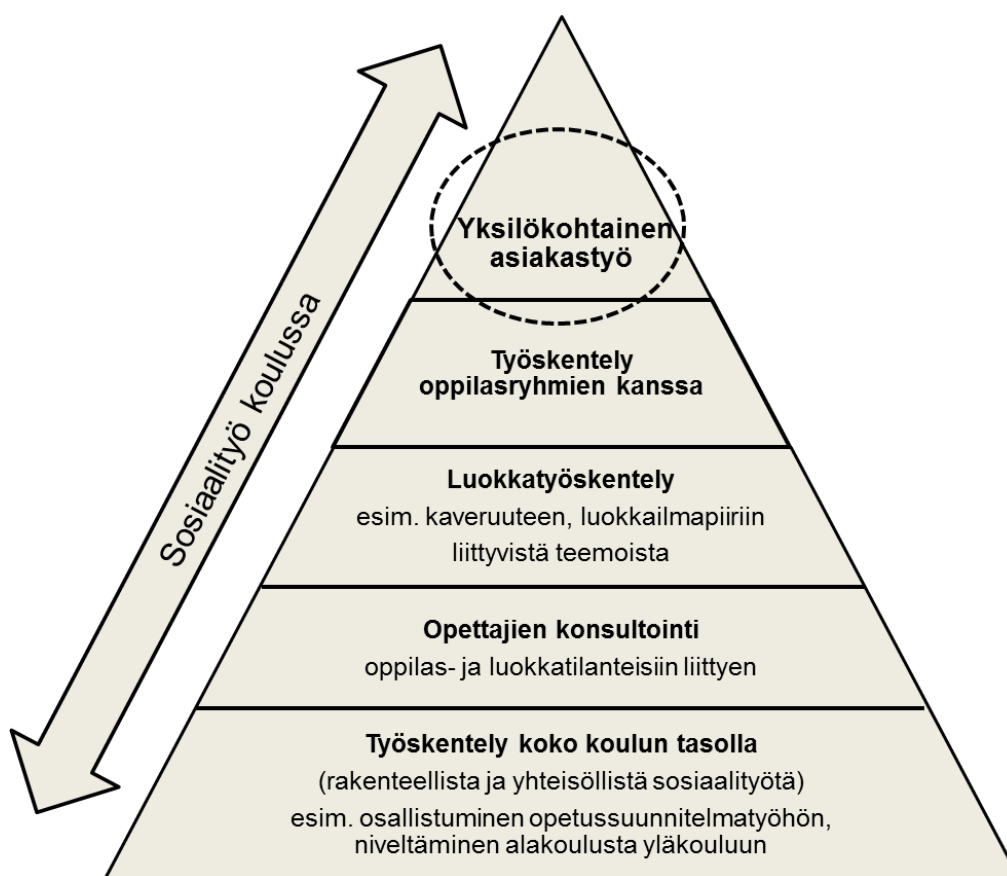 Sosiaalityö koulussa
Yksilökohtainen
asiakastyö
Työskentely
oppilasryhmien kanssa
Luokkatyöskentely
esim. kaveruuteen, luokkailmapiiriin
liittyvistä teemoista
Opettajien konsultointi
oppilas- ja luokkatilanteisiin liittyen
Työskentely koko koulun tasolla
(rakenteellista ja yhteisöllistä sosiaalityötä)
esim. osallistuminen opetussuunnitelmatyöhön,
niveltäminen alakoulusta yläkouluun